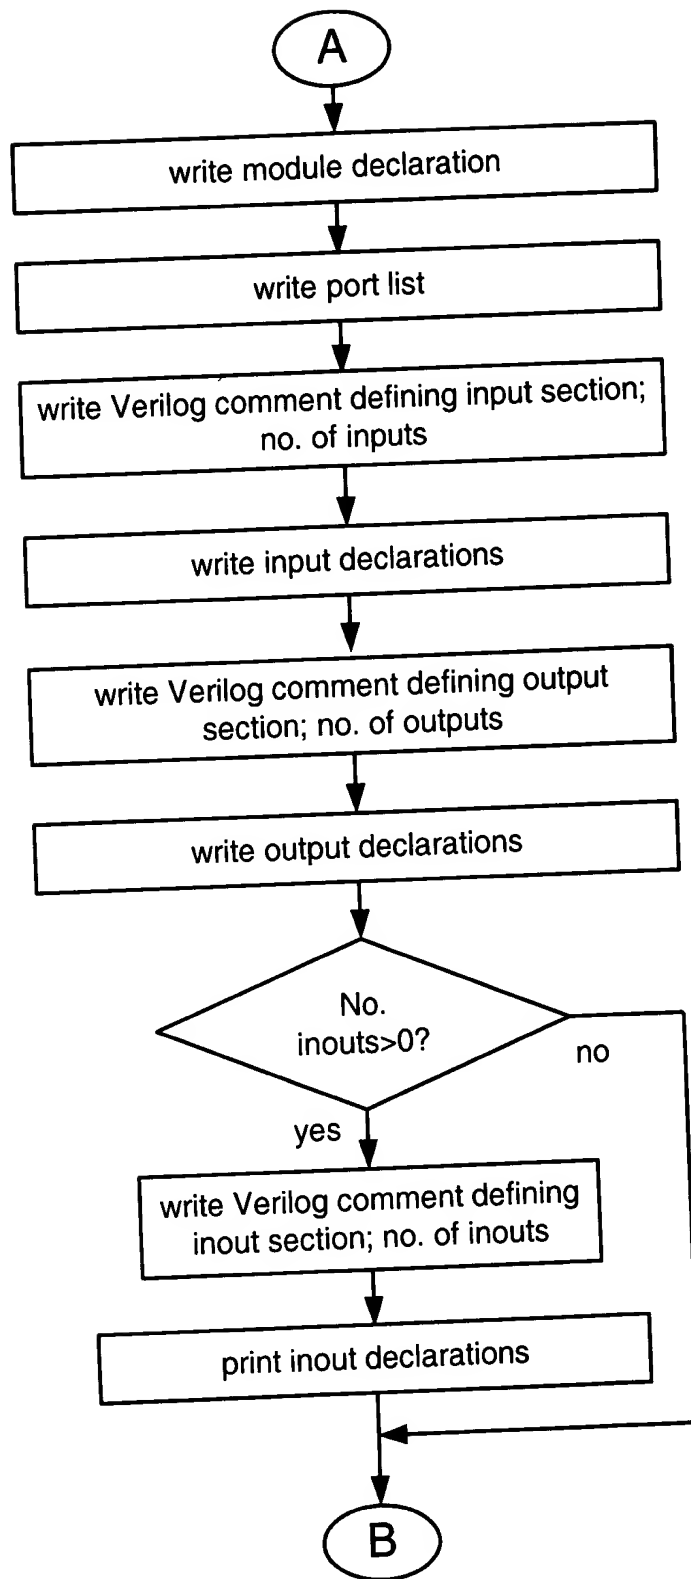 A
write module declaration
write port list
write Verilog comment defining input section;
no. of inputs
write input declarations
write Verilog comment defining output
section; no. of outputs
write output declarations
No.
inouts>0?
no
yes
write Verilog comment defining
inout section; no. of inouts
print inout declarations
B